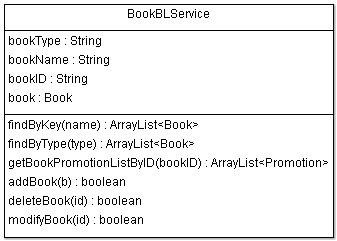 BookBLService
bookType : String
bookName : String
bookID : String
book : Book
findByKey(name) : ArrayList<Book>
findByType(type) : ArrayList<Book>
getBookPromotionListByID(bookID) : ArrayList<Promotion>
addBook(b) : boolean
deleteBook(id) : boolean
modifyBook(id) : boolean